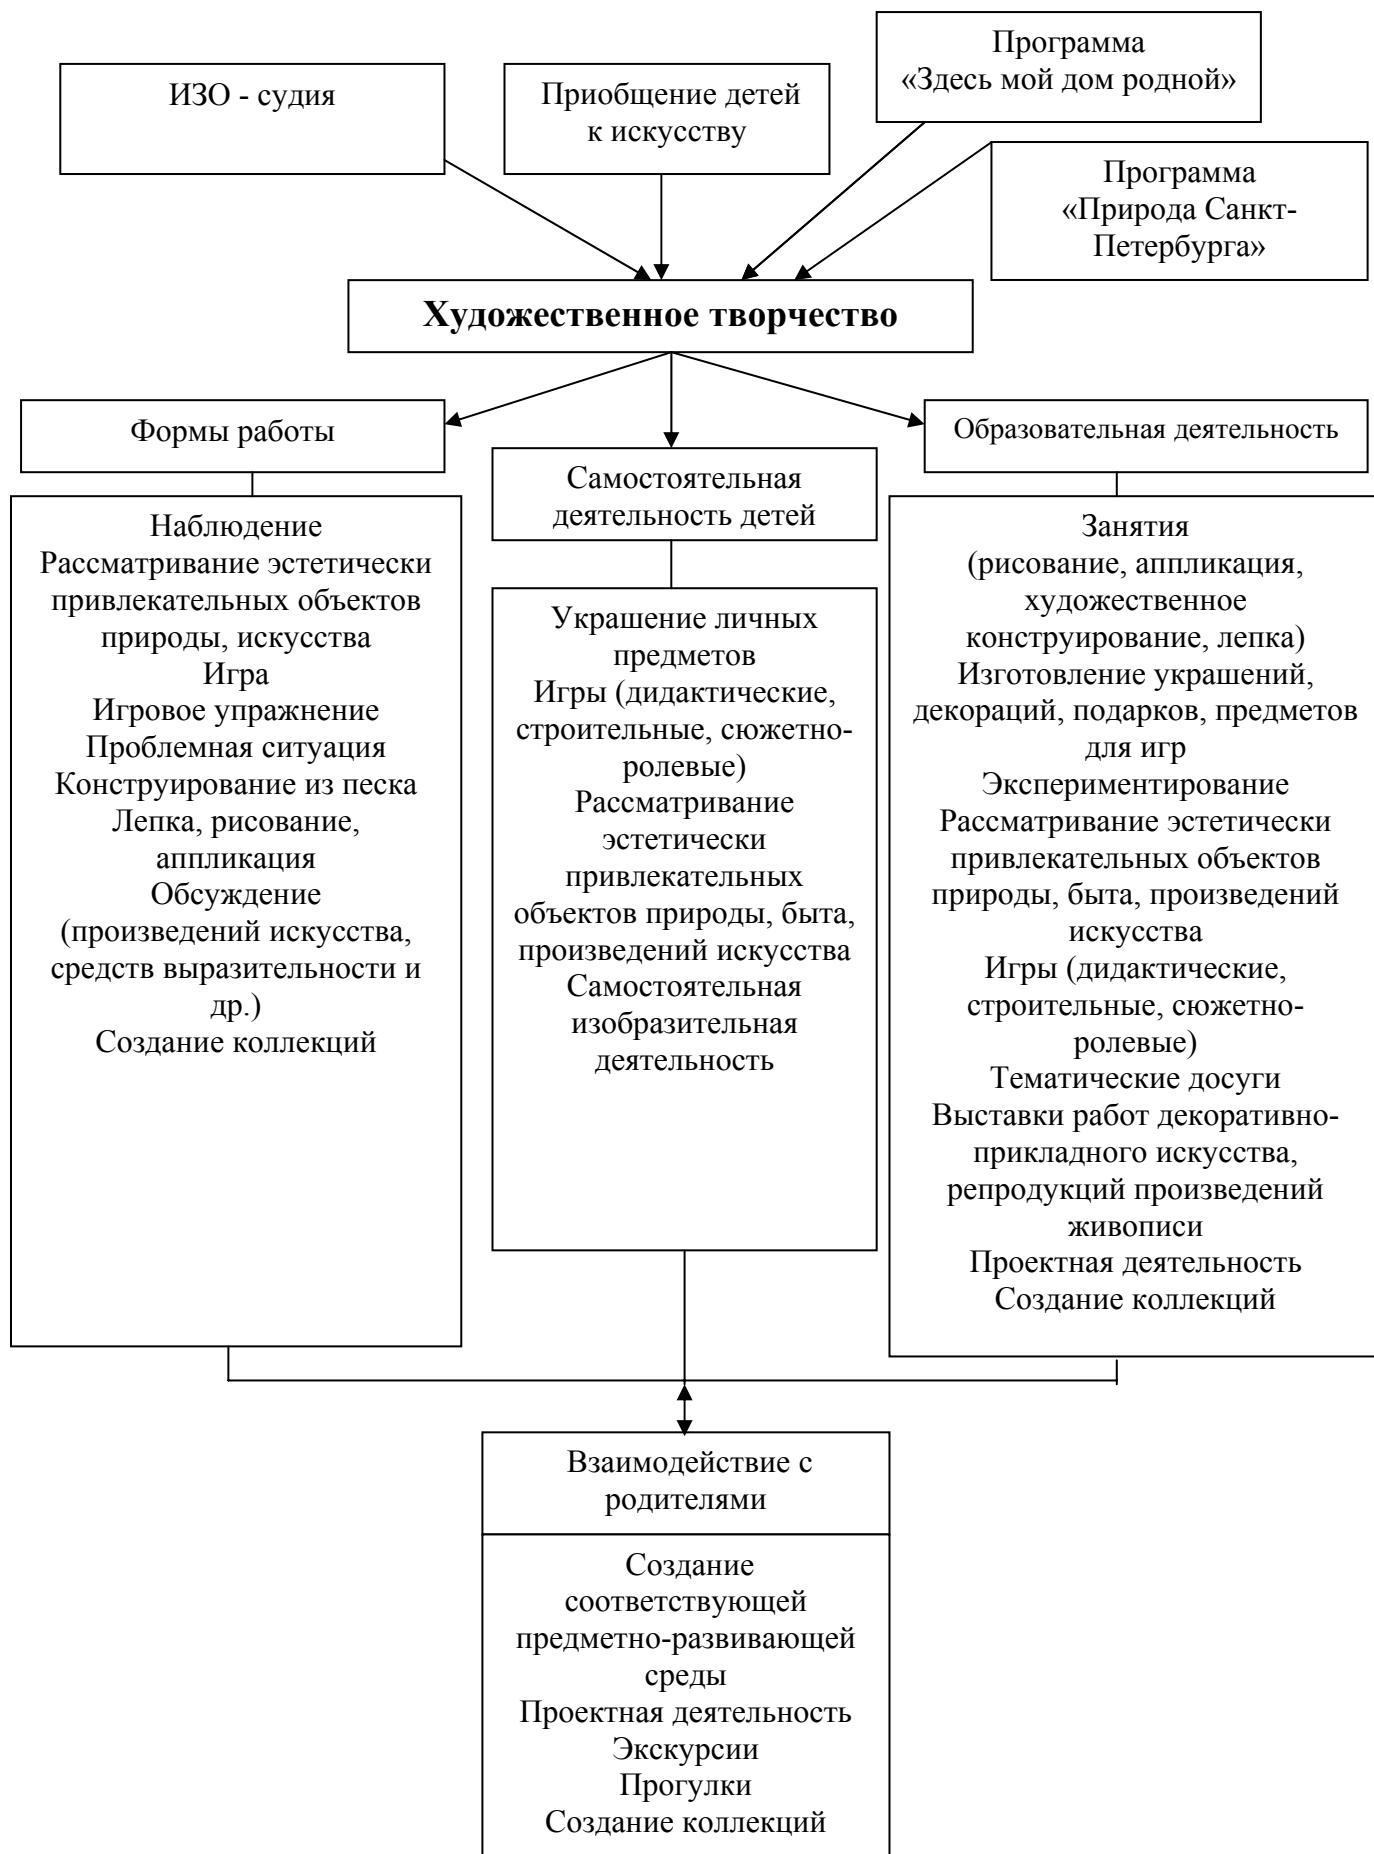 ИЗО - судия
Приобщение детей
к искусству
Программа
«Здесь мой дом родной»
Программа
«Природа Санкт-
Петербурга»
Художественное творчество
Формы работы
Наблюдение
Рассматривание эстетически
привлекательных объектов
природы, искусства
Игра
Игровое упражнение
Проблемная ситуация
Конструирование из песка
Лепка, рисование,
аппликация
Обсуждение
(произведений искусства,
средств выразительности и
др.)
Создание коллекций
Самостоятельная
деятельность детей
Украшение личных
предметов
Игры (дидактические,
строительные, сюжетно-
ролевые)
Рассматривание
эстетически
привлекательных
объектов природы, быта,
произведений искусства
Самостоятельная
изобразительная
деятельность
Образовательная деятельность
Занятия
(рисование, аппликация,
художественное
конструирование, лепка)
Изготовление украшений,
декораций, подарков, предметов
для игр
Экспериментирование
Рассматривание эстетически
привлекательных объектов
природы, быта, произведений
искусства
Игры (дидактические,
строительные, сюжетно-
ролевые)
Тематические досуги
Выставки работ декоративно-
прикладного искусства,
репродукций произведений
живописи
Проектная деятельность
Создание коллекций
Взаимодействие с
родителями
Создание
соответствующей
предметно-развивающей
среды
Проектная деятельность
Экскурсии
Прогулки
Создание коллекций